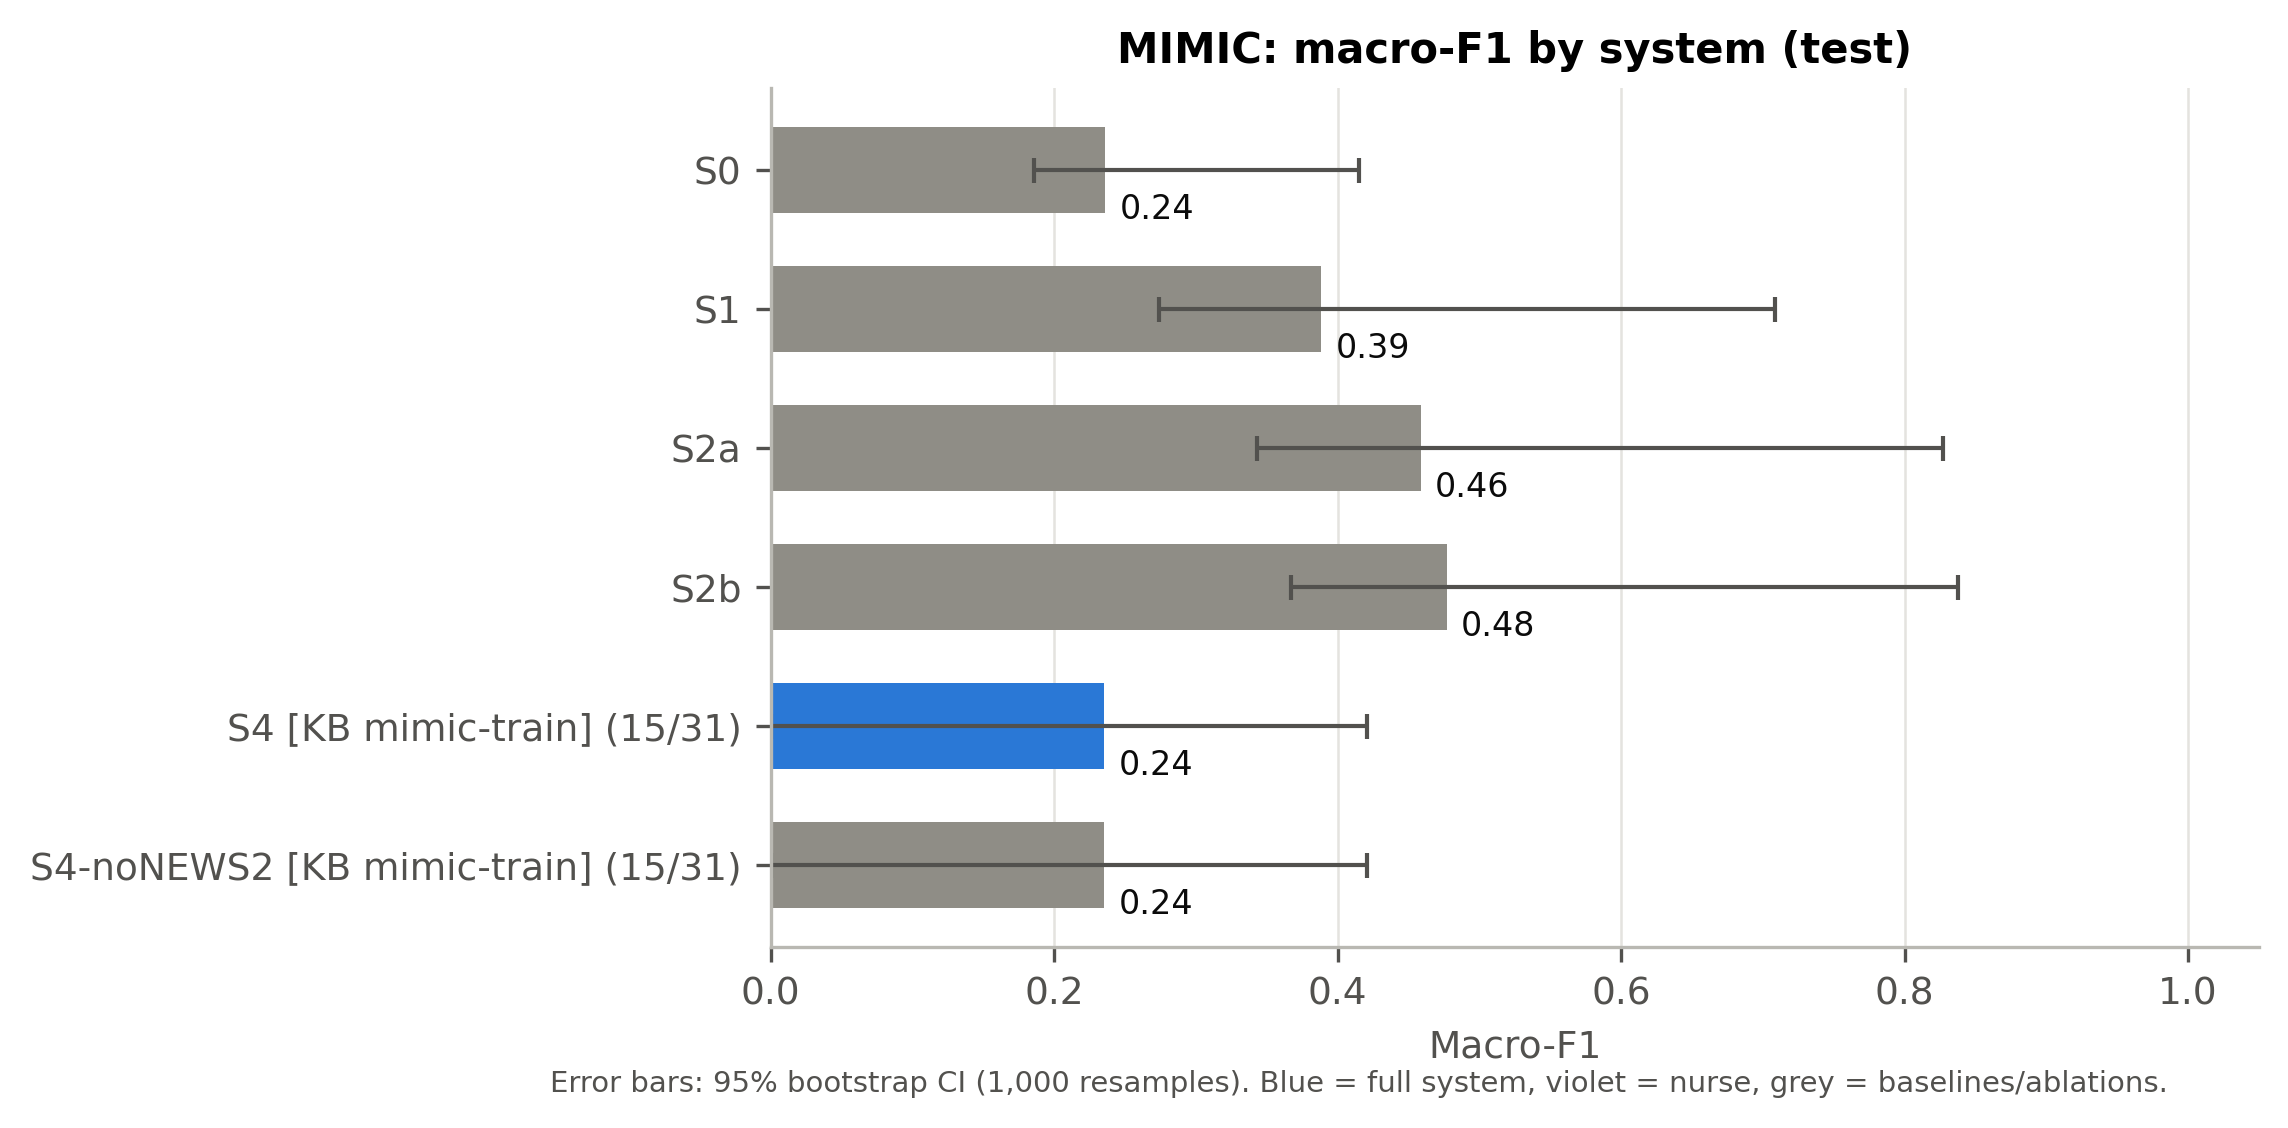 MIMIC: macro-F1 by system (test)
S0
0.24
S1
0.39
S2a
0.46
S2b
0.48
S4 [KB mimic-train] (15/31)
0.24
S4-noNEWS2 [KB mimic-train] (15/31)
0.24
0.0 0.2 0.4 0.6 0.8 1.0
Macro-F1
Error bars: 95% bootstrap CI (1,000 resamples). Blue = full system, violet = nurse, grey = baselines/ablations.